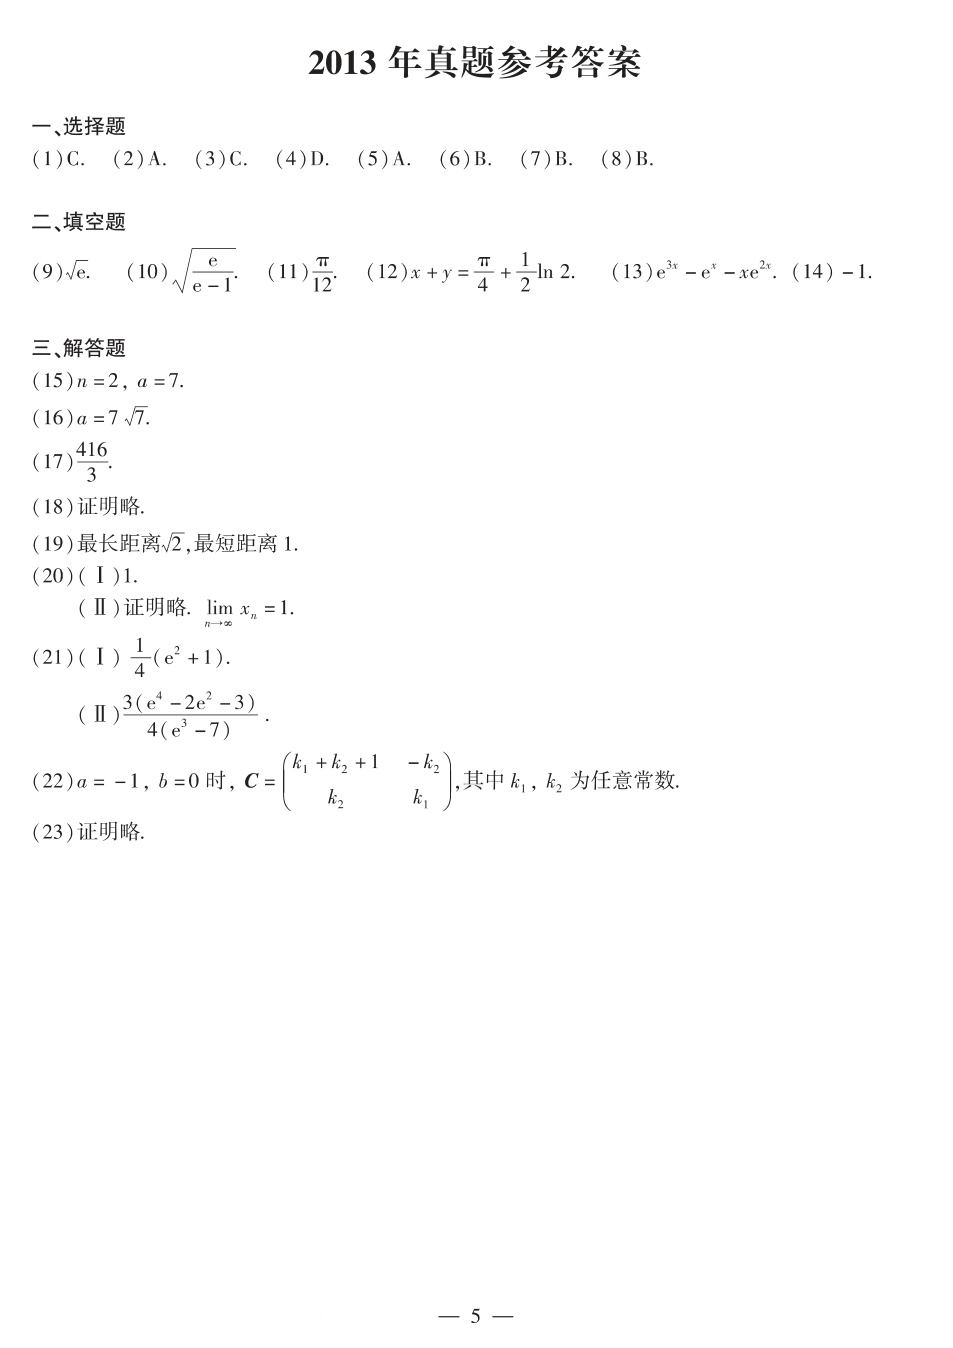 2013 年真题参考答案
一、选择题
(1)C. (2)A. (3)C. (4)D. (5)A. (6)B. (7)B. (8)B.
二、填空题
(9)√e. (10)√(e/(e-1)). (11)π/12. (12)x+y=π/4+1/2 ln 2. (13)e^{3x}-e^x-xe^{2x}. (14)-1.
三、解答题
(15)n=2, a=7.
(16)a=7√7.
(17)416/3.
(18)证明略.
(19)最长距离√2,最短距离1.
(20)(Ⅰ)1.
(Ⅱ)证明略. lim_{n→∞} x_n=1.
(21)(Ⅰ) 1/4(e^2+1).
(Ⅱ)3(e^4-2e^2-3)/4(e^3-7).
(22)a=-1, b=0 时, C=(k_1+k_2+1 -k_2
k_2 k_1),其中 k_1, k_2 为任意常数.
(23)证明略.
— 5 —